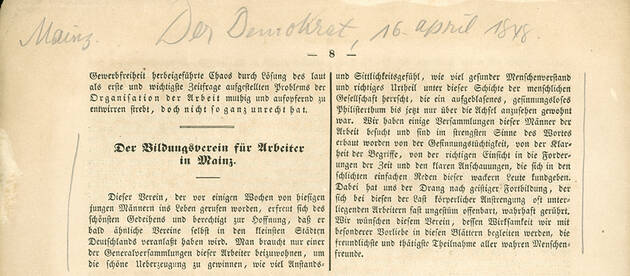 Mainz. Der Demokrat, 16. april 1848.
— 8 —
Gewerbfreiheit herbeigeführte Chaos durch Lösung des laut
als erste und wichtigste Zeitfrage aufgestellten Problems der
Organisation der Arbeit muthig und aufopfernd zu
entwirren strebt, doch nicht so ganz unrecht hat.
Der Bildungsverein für Arbeiter
in Mainz.
Dieser Verein, der vor einigen Wochen von hiesigen
jungen Männern ins Leben gerufen worden, erfreut sich des
schönsten Gedeihens und berechtigt zur Hoffnung, daß er
bald ähnliche Vereine selbst in den kleinsten Städten
Deutschlands veranlaßt haben wird. Man braucht nur einer
der Generalversammlungen dieser Arbeiter beizuwohnen, um
die schöne Ueberzeugung zu gewinnen, wie viel Anstands-
und Sittlichkeitsgefühl, wie viel gesunder Menschenverstand
und richtiges Urtheil unter dieser Schichte der menschlichen
Gesellschaft herrscht, die ein aufgeblasenes, gesinnungsloses
Philisterthum bis jetzt nur über die Achsel anzusehen gewohnt
war. Wir haben einige Versammlungen dieser Männer der
Arbeit besucht und sind im strengsten Sinne des Wortes
erbaut worden von der Gesinnungstüchtigkeit, von der Klar-
heit der Begriffe, von der richtigen Einsicht in die Forderun-
gen der Zeit und den klaren Anschauungen, die sich in den
schlichten einfachen Reden dieser wackern Leute kundgeben.
Dabei hat uns der Drang nach geistiger Fortbildung, der
sich bei diesen der Last körperlicher Anstrengung oft unter-
liegenden Arbeitern fast ungestüm offenbart, wahrhaft gerührt.
Wir wünschen diesem Verein, dessen Wirksamkeit wir mit
besonderer Vorliebe in diesen Blättern begleiten werden, die
freundlichste und thätigste Theilnahme aller wahren Menschen-
freunde.